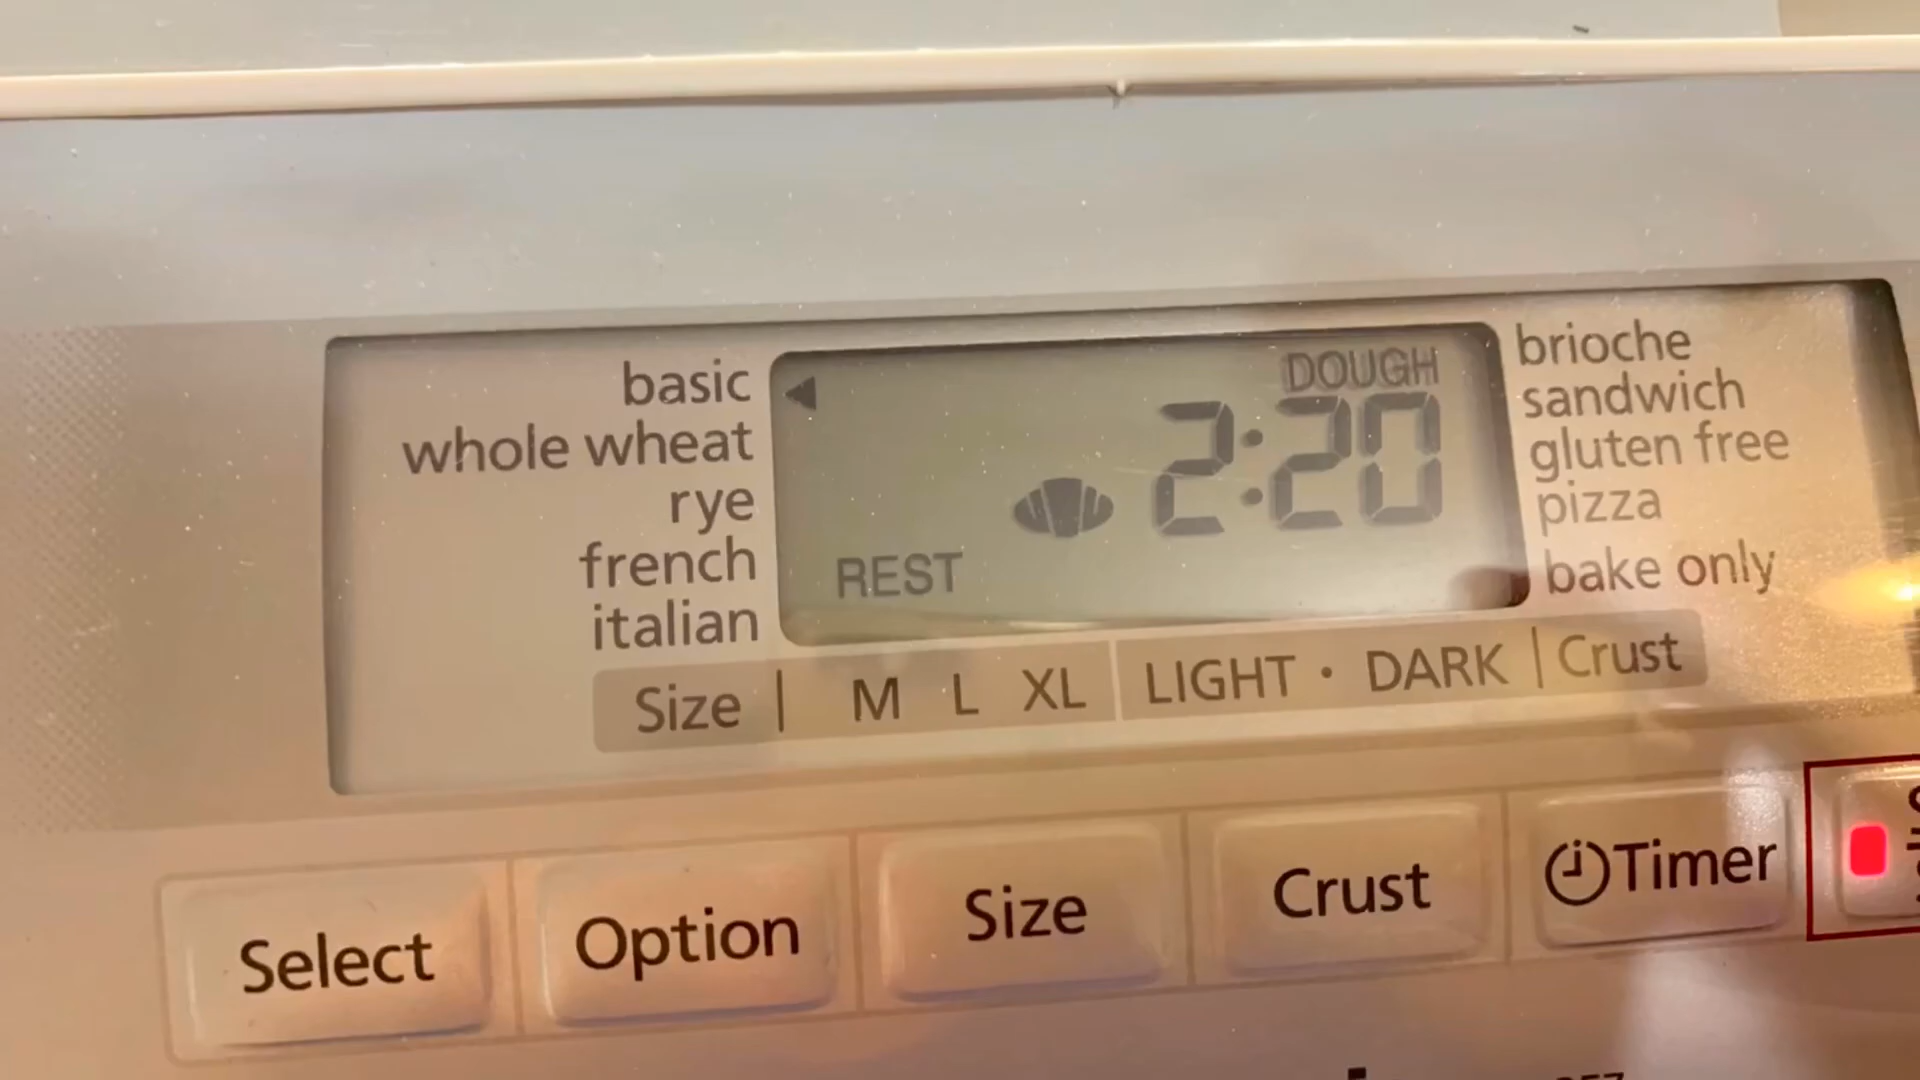 basic
whole wheat
rye
french
italian
DOUGH
2:20
REST
brioche
sandwich
gluten free
pizza
bake only
Size | M L XL LIGHT • DARK | Crust
Select Option Size Crust Timer